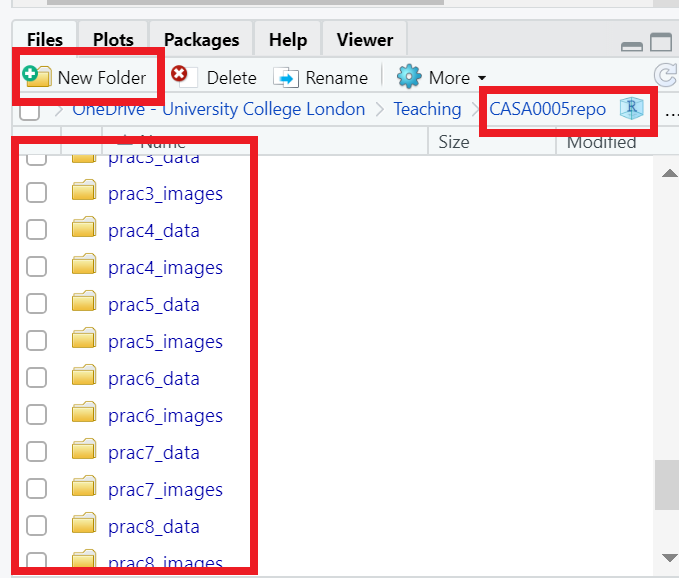 Files Plots Packages Help Viewer
New Folder Delete Rename More
OneDrive - University College London Teaching CASA0005repo R ...
Name Size Modified
prac3_data
prac3_images
prac4_data
prac4_images
prac5_data
prac5_images
prac6_data
prac6_images
prac7_data
prac7_images
prac8_data
prac8_images